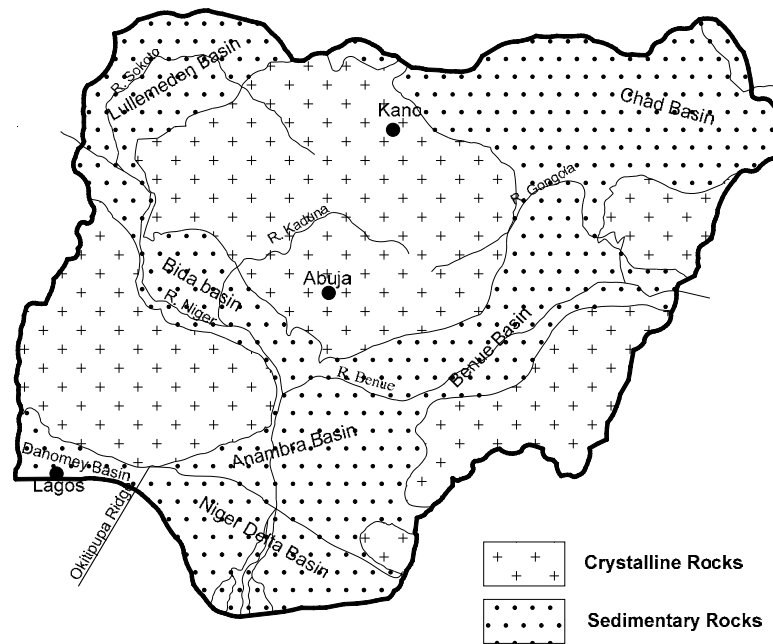 R. Sokoto
Lullemeden Basin
Chad Basin
Kano
R. Gongola
R. Kaduna
Bida basin
Abuja
R. Niger
Benue Basin
R. Benue
Anambra Basin
Dahomey Basin
Lagos
Okitipupa Ridge
Niger Delta Basin
Crystalline Rocks
Sedimentary Rocks